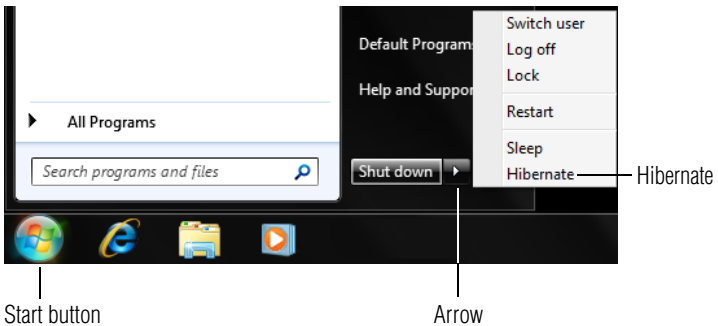 Switch user
Default Program
Log off
Lock
Help and Suppor
Restart
All Programs
Sleep
Search programs and files
Shut down
Hibernate
Hibernate
Start button
Arrow